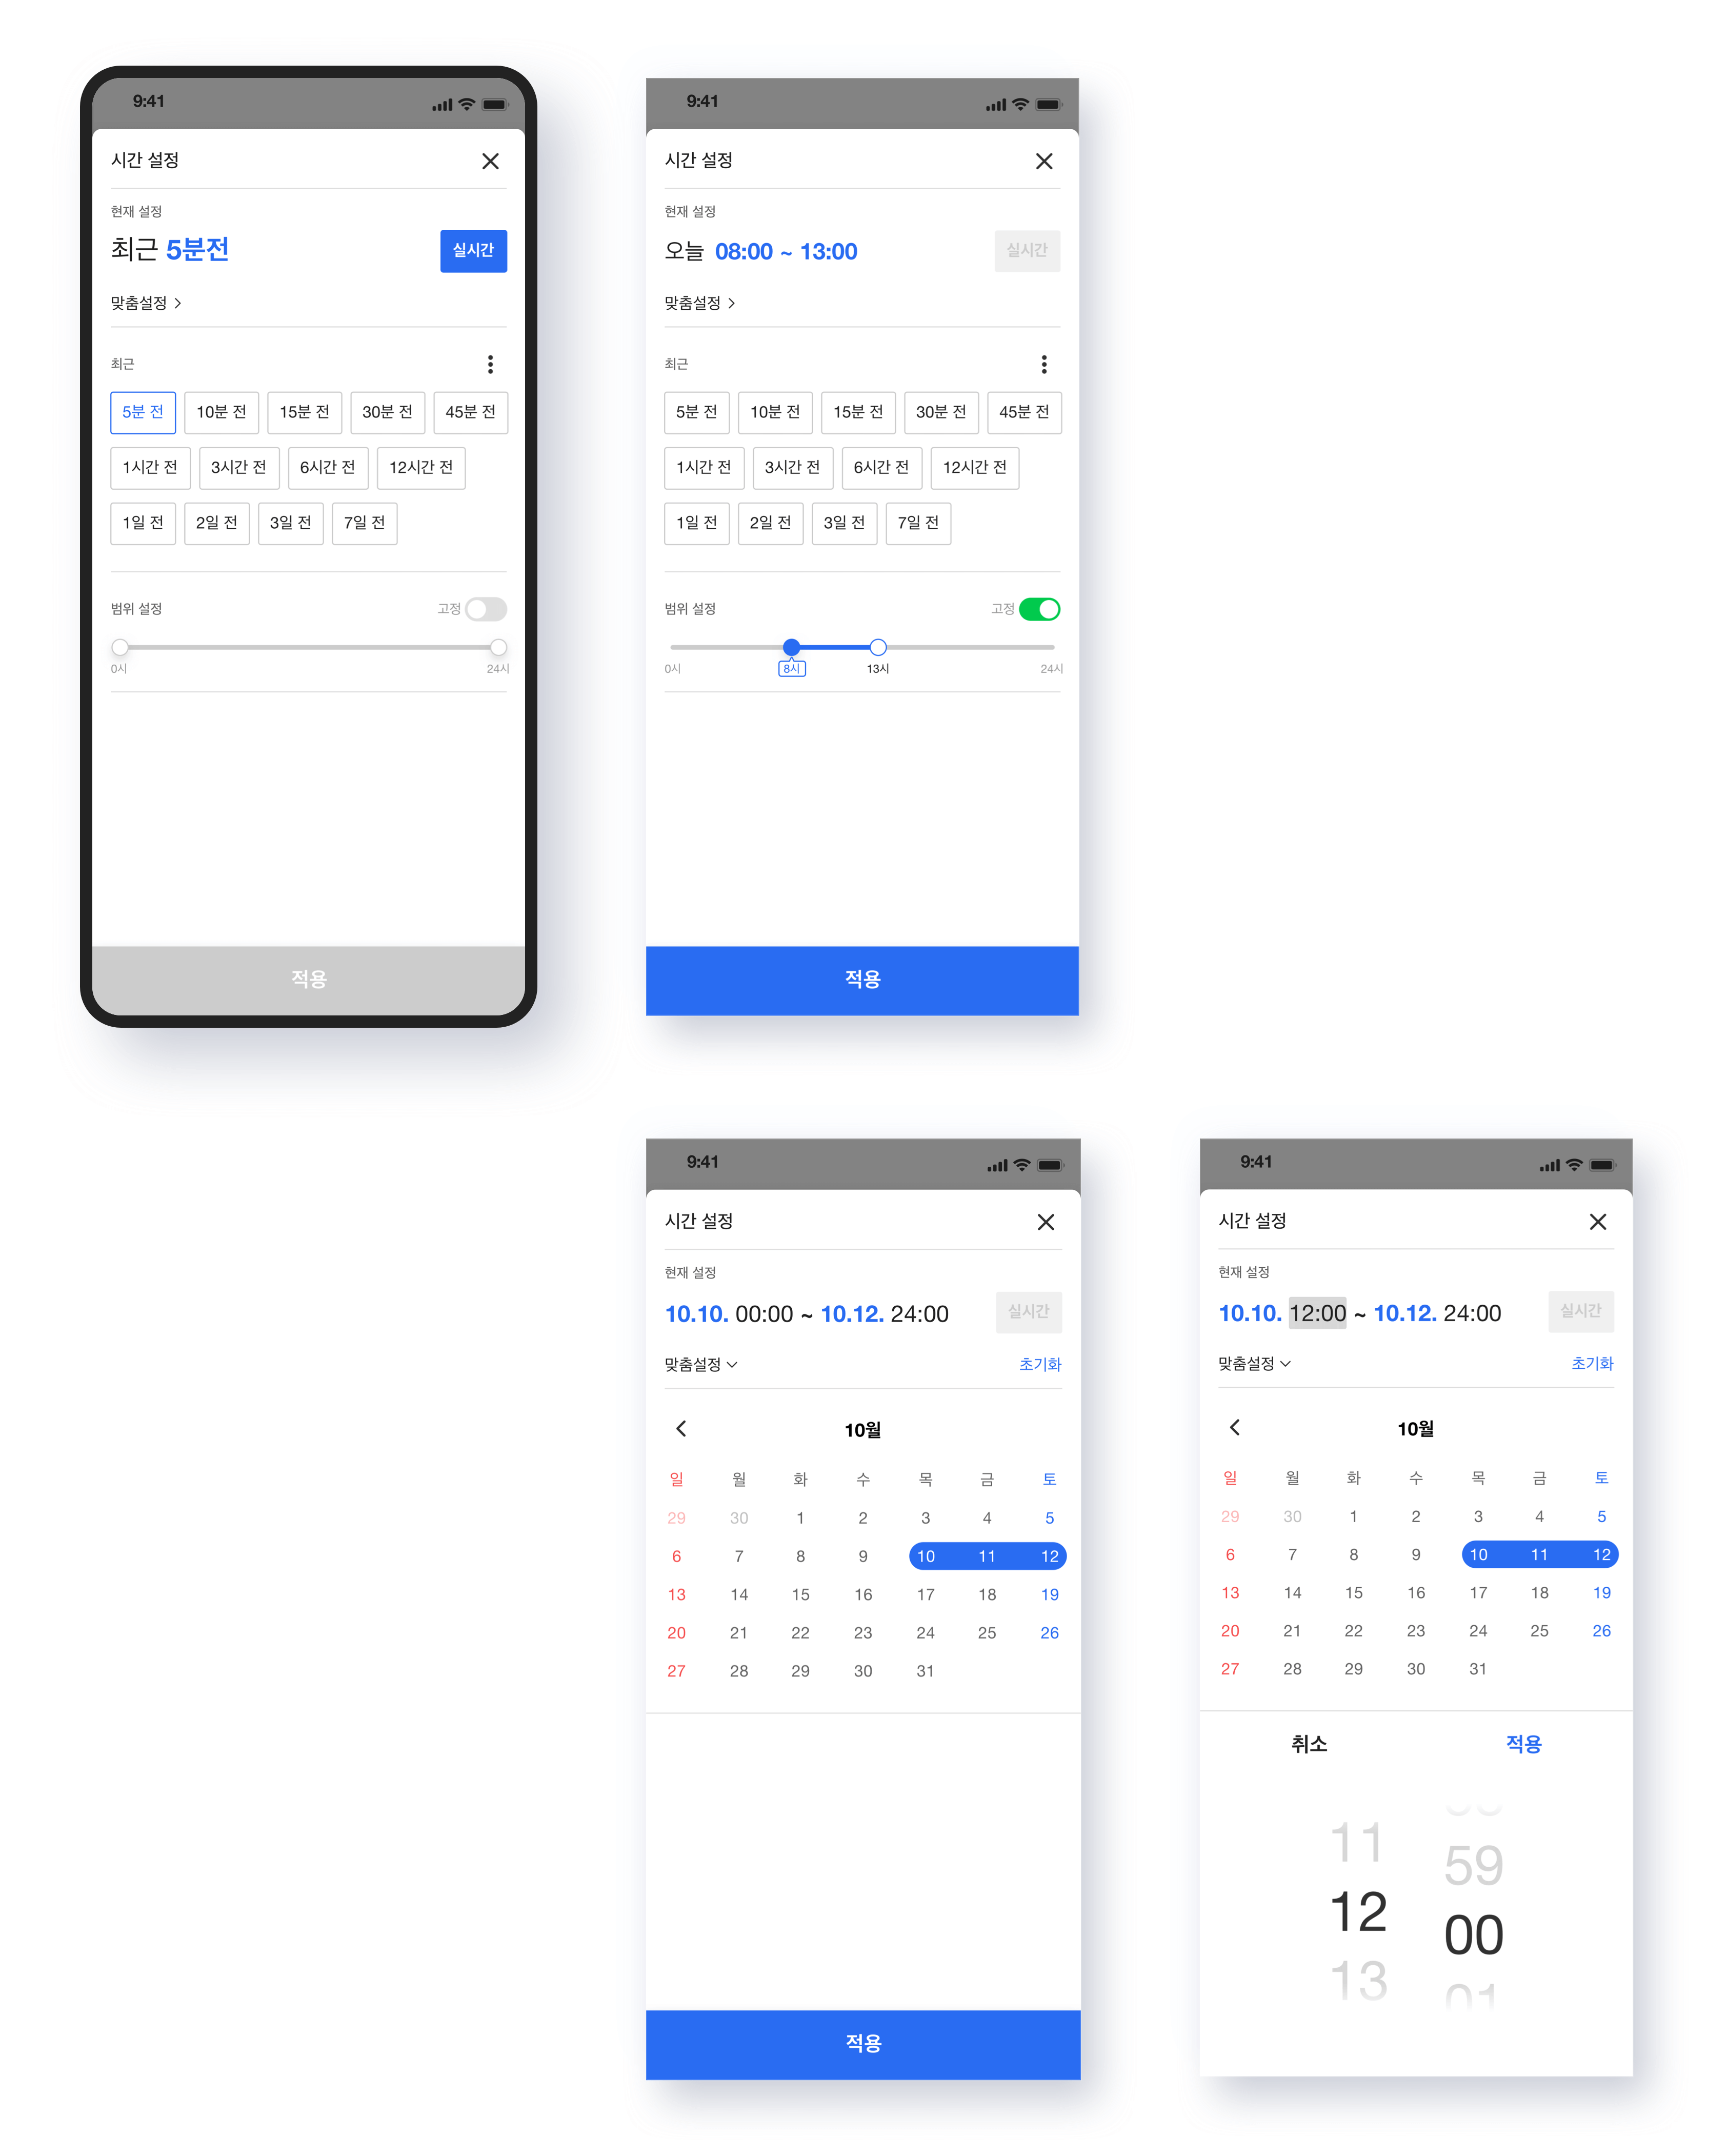 9:41
시간 설정
현재 설정
최근 5분전
실시간
맞춤설정
최근
5분 전 10분 전 15분 전 30분 전 45분 전
1시간 전 3시간 전 6시간 전 12시간 전
1일 전 2일 전 3일 전 7일 전
범위 설정 고정
0시 24시
적용
9:41
시간 설정
현재 설정
오늘 08:00 ~ 13:00
실시간
맞춤설정
최근
5분 전 10분 전 15분 전 30분 전 45분 전
1시간 전 3시간 전 6시간 전 12시간 전
1일 전 2일 전 3일 전 7일 전
범위 설정 고정
0시 8시 13시 24시
적용
9:41
시간 설정
현재 설정
10.10. 00:00 ~ 10.12. 24:00
실시간
맞춤설정 초기화
10월
일 월 화 수 목 금 토
29 30 1 2 3 4 5
6 7 8 9 10 11 12
13 14 15 16 17 18 19
20 21 22 23 24 25 26
27 28 29 30 31
적용
9:41
시간 설정
현재 설정
10.10. 12:00 ~ 10.12. 24:00
실시간
맞춤설정 초기화
10월
일 월 화 수 목 금 토
29 30 1 2 3 4 5
6 7 8 9 10 11 12
13 14 15 16 17 18 19
20 21 22 23 24 25 26
27 28 29 30 31
취소 적용
11 59
12 00
13 01